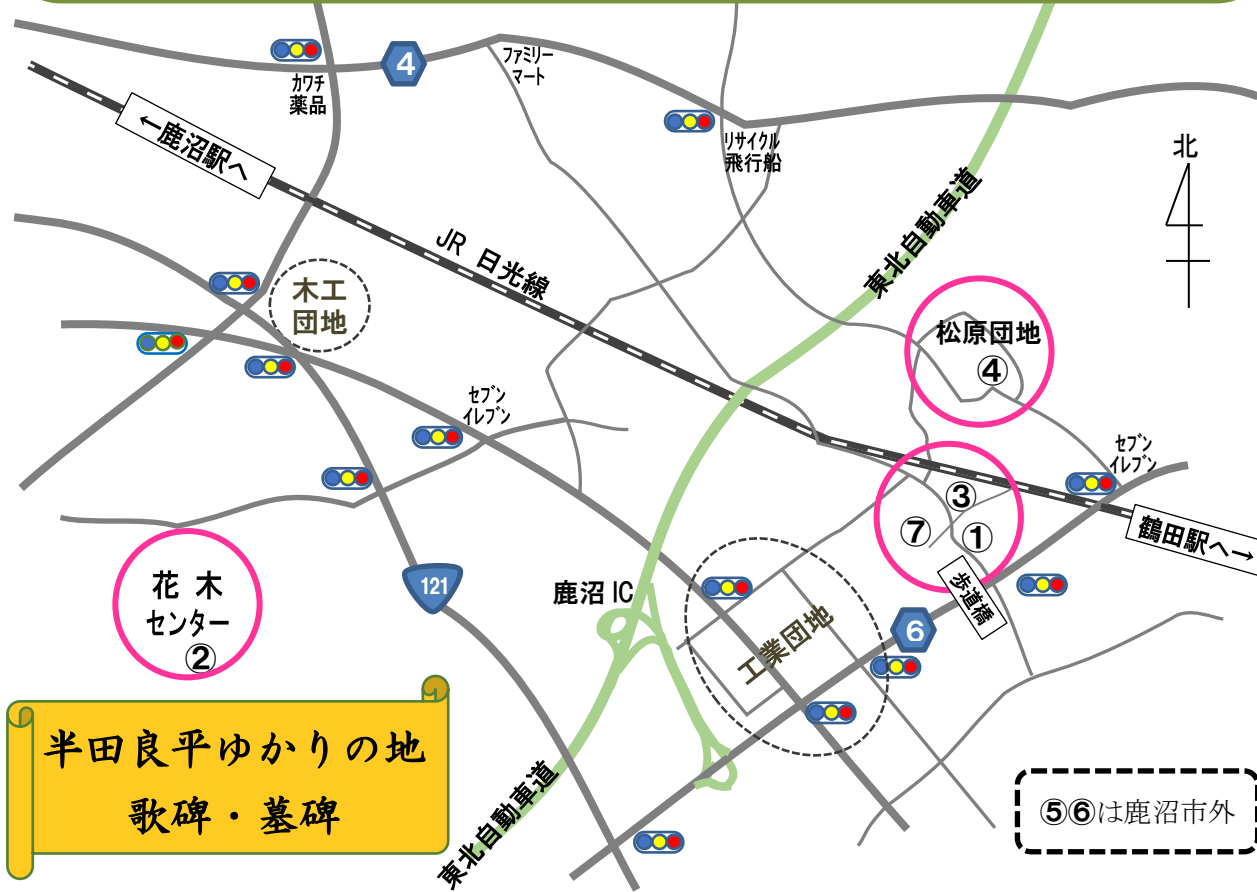 4
ファミリー
マート
カワチ
薬品
リサイクル
飛行船
北
←鹿沼駅へ
東北自動車道
JR 日光線
木工
団地
松原団地
④
セブン
イレブン
セブン
イレブン
③
⑦
①
鶴田駅へ→
歩道橋
花木
センター
②
121
鹿沼 IC
工業団地
6
半田良平ゆかりの地
歌碑・墓碑
東北自動車道
⑤⑥は鹿沼市外